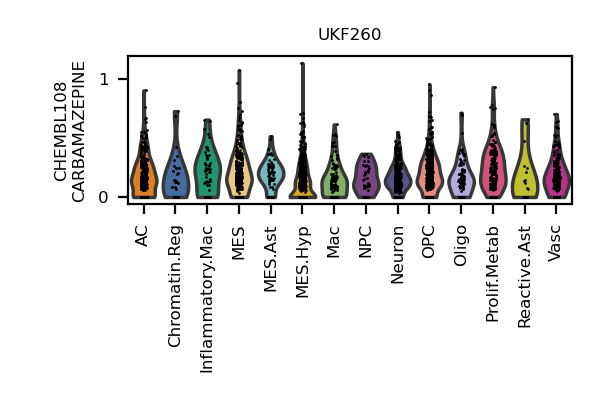 UKF260
CHEMBL108
CARBAMAZEPINE
1
0
AC
Chromatin.Reg
Inflammatory.Mac
MES
MES.Ast
MES.Hyp
Mac
NPC
Neuron
OPC
Oligo
Prolif.Metab
Reactive.Ast
Vasc